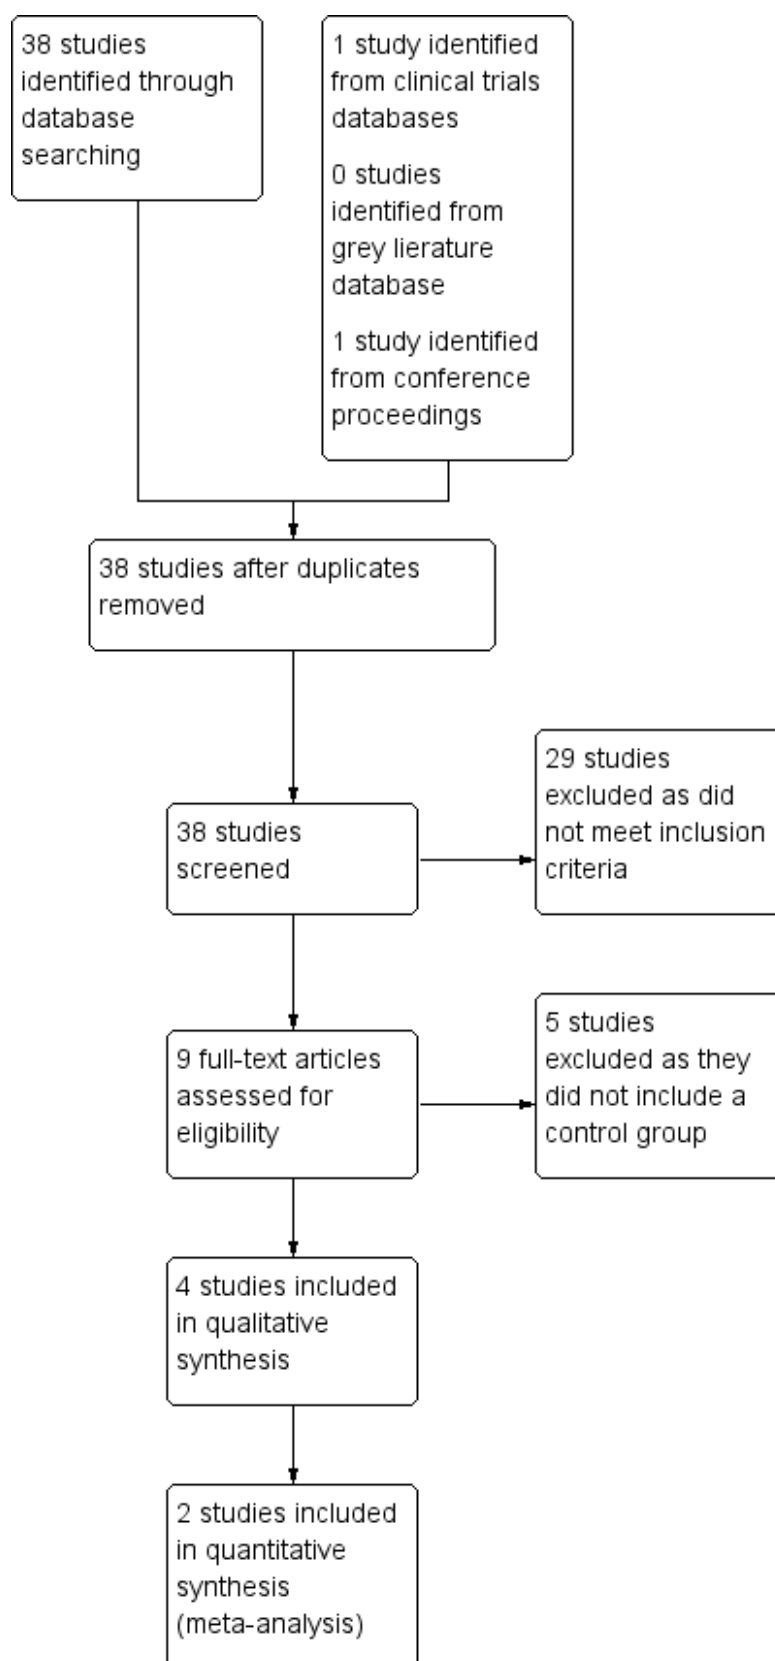 38 studies
identified through
database
searching
1 study identified
from clinical trials
databases
0 studies
identified from
grey lierature
database
1 study identified
from conference
proceedings
38 studies after duplicates
removed
38 studies
screened
29 studies
excluded as did
not meet inclusion
criteria
9 full-text articles
assessed for
eligibility
5 studies
excluded as they
did not include a
control group
4 studies included
in qualitative
synthesis
2 studies included
in quantitative
synthesis
(meta-analysis)